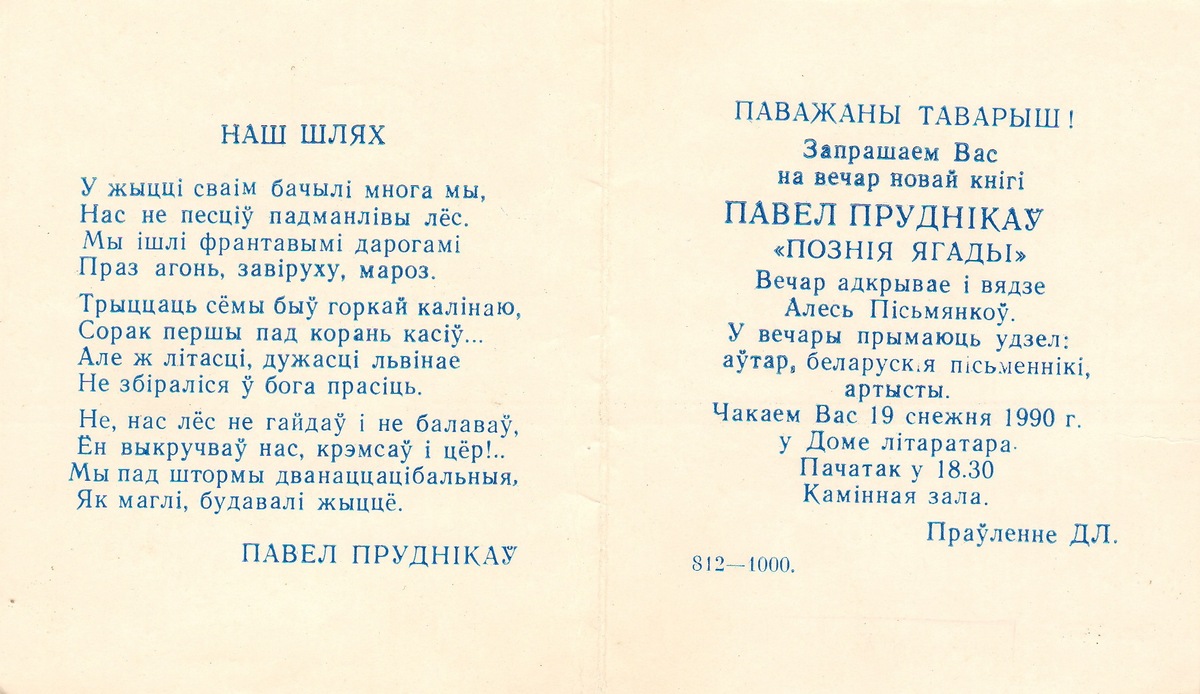 НАШ ШЛЯХ
У жыцці сваім бачылі многа мы,
Нас не песціў падманлівы лёс.
Мы ішлі франтавымі дарогамі
Праз агонь, завіруху, мароз.
Трыццаць сёмы быў горкай калінаю,
Сорак першы пад корань касіў...
Але ж літасці, дужасці львінае
Не збіраліся ў бога прасіць.
Не, нас лёс не гайдаў і не балаваў,
Ён выкручваў нас, крэмсаў і цёр!..
Мы пад штормы дванаццацібальныя,
Як маглі, будавалі жыццё.
ПАВЕЛ ПРУДНІКАЎ
ПАВАЖАНЫ ТАВАРЫШ!
Запрашаем Вас
на вечар новай кнігі
ПАВЕЛ ПРУДНІКАЎ
«ПОЗНІЯ ЯГАДЫ»
Вечар адкрывае і вядзе
Алесь Пісьмянкоў.
У вечары прымаюць удзел:
аўтар, беларускія пісьменнікі,
артысты.
Чакаем Вас 19 снежня 1990 г.
у Доме літаратара.
Пачатак у 18.30
Камінная зала.
Праўленне ДЛ.
812—1000.